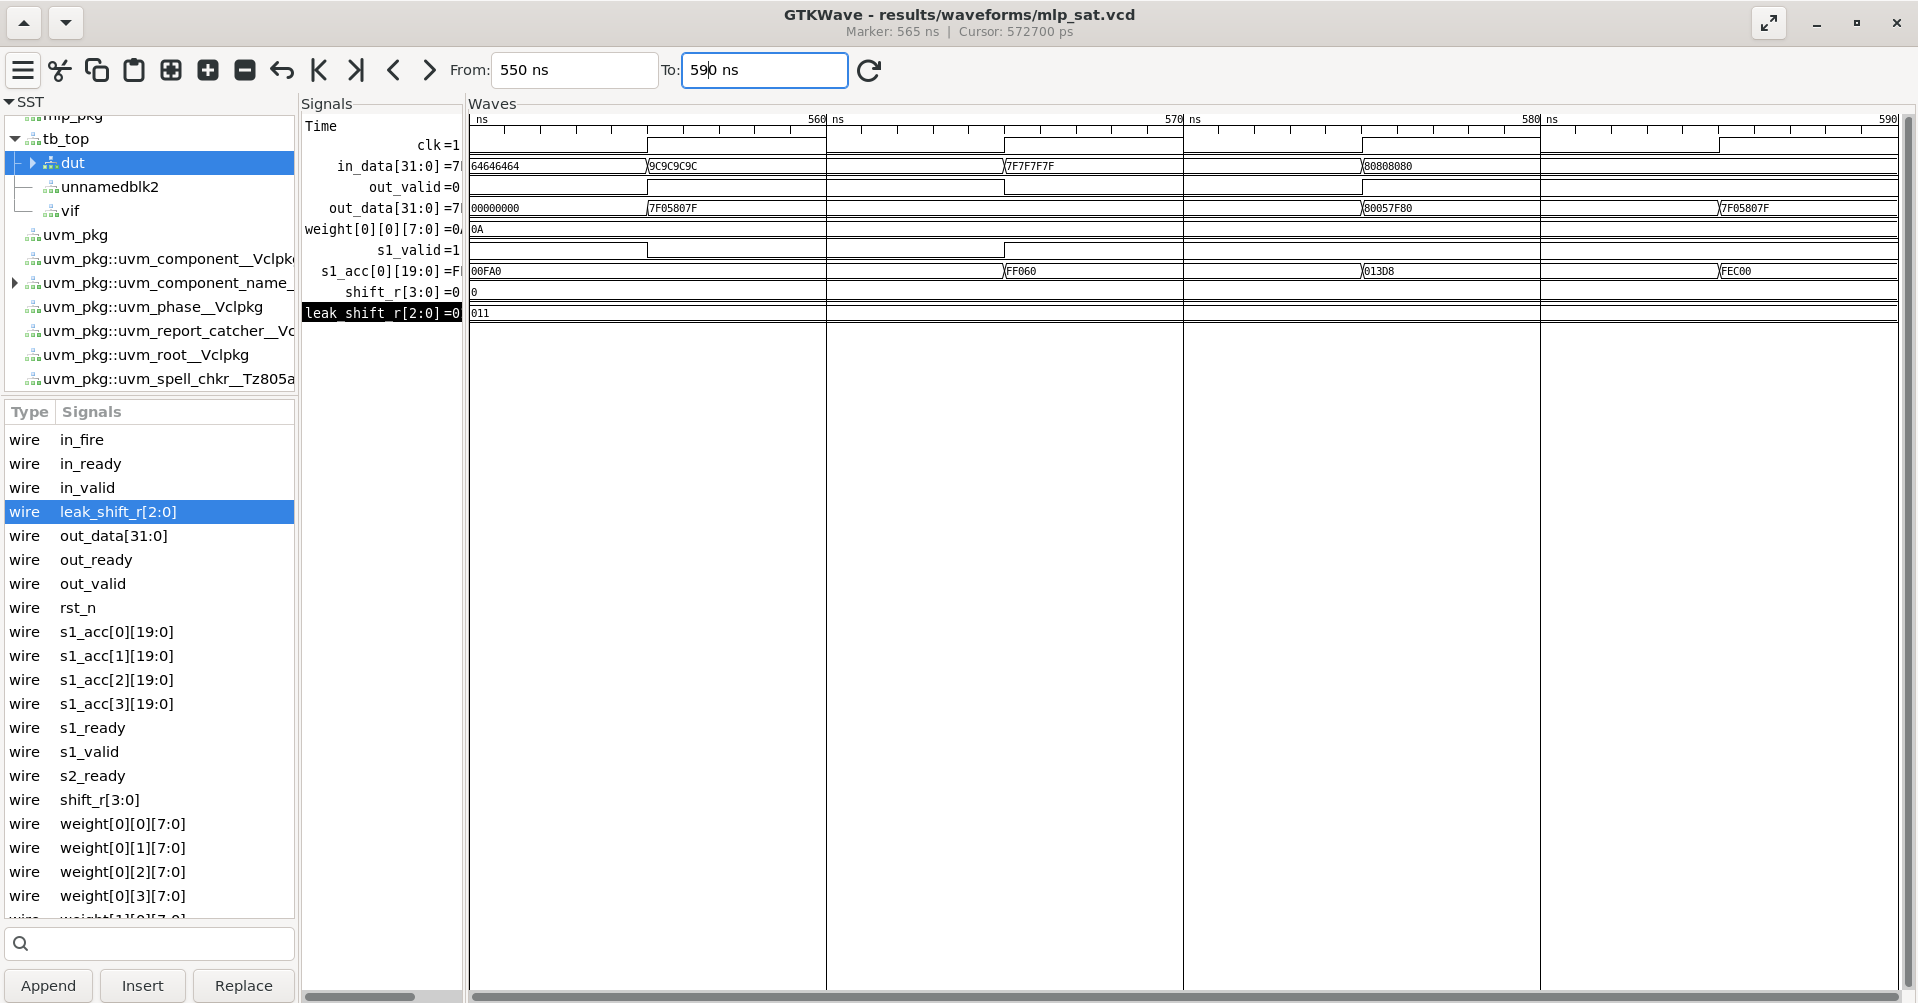 GTKWave - results/waveforms/mlp_sat.vcd
Marker: 565 ns | Cursor: 572700 ps
From: 550 ns To: 590 ns
SST
mlp_pkg
tb_top
dut
unnamedblk2
vif
uvm_pkg
uvm_pkg::uvm_component__Vclpk
uvm_pkg::uvm_component_name_
uvm_pkg::uvm_phase__Vclpkg
uvm_pkg::uvm_report_catcher__Vc
uvm_pkg::uvm_root__Vclpkg
uvm_pkg::uvm_spell_chkr__Tz805a
Type Signals
wire in_fire
wire in_ready
wire in_valid
wire leak_shift_r[2:0]
wire out_data[31:0]
wire out_ready
wire out_valid
wire rst_n
wire s1_acc[0][19:0]
wire s1_acc[1][19:0]
wire s1_acc[2][19:0]
wire s1_acc[3][19:0]
wire s1_ready
wire s1_valid
wire s2_ready
wire shift_r[3:0]
wire weight[0][0][7:0]
wire weight[0][1][7:0]
wire weight[0][2][7:0]
wire weight[0][3][7:0]
wire weight[1][0][7:0]
Append Insert Replace
Signals
Time
clk=1
in_data[31:0]=7
out_valid=0
out_data[31:0]=7
weight[0][0][7:0]=0
s1_valid=1
s1_acc[0][19:0]=F
shift_r[3:0]=0
leak_shift_r[2:0]=0
Waves
ns 560 ns 570 ns 580 ns 590
64646464 9C9C9C9C 7F7F7F7F 80808080
00000000 7F05807F 80057F80 7F05807F
0A
00FA0 FF060 013D8 FEC00
0
011